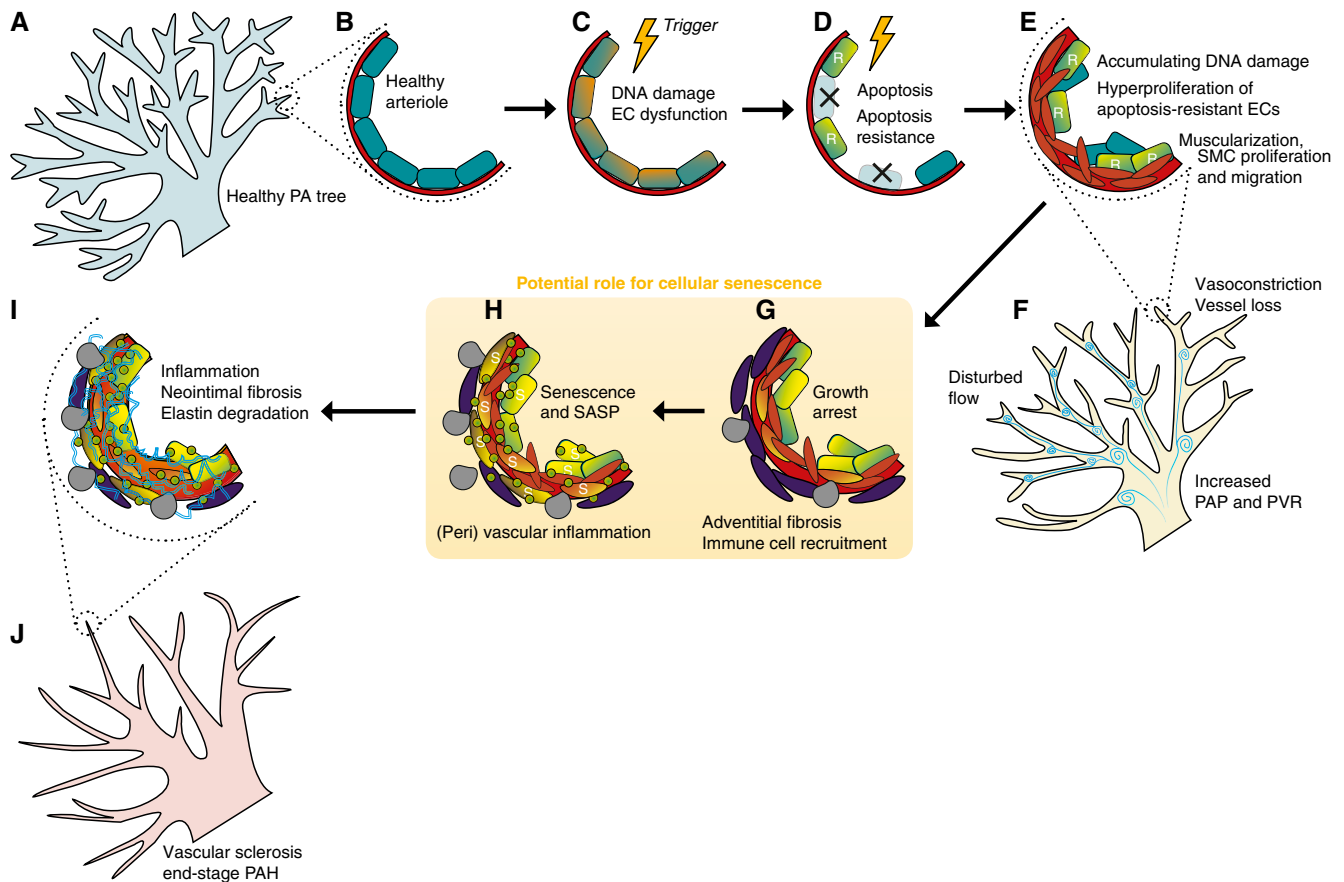 A
Healthy PA tree
B
Healthy
arteriole
C
Trigger
DNA damage
EC dysfunction
D
R
Apoptosis
Apoptosis
resistance
R
E
R
Accumulating DNA damage
Hyperproliferation of
apoptosis-resistant ECs
R
Muscularization,
SMC proliferation
and migration
R
R
F
Vasoconstriction
Vessel loss
Disturbed
flow
Increased
PAP and PVR
Potential role for cellular senescence
G
Growth
arrest
Adventitial fibrosis
Immune cell recruitment
H
S
S
Senescence
and SASP
S
S
S
S
S
S
S
S
(Peri) vascular inflammation
I
Inflammation
Neointimal fibrosis
Elastin degradation
J
Vascular sclerosis
end-stage PAH